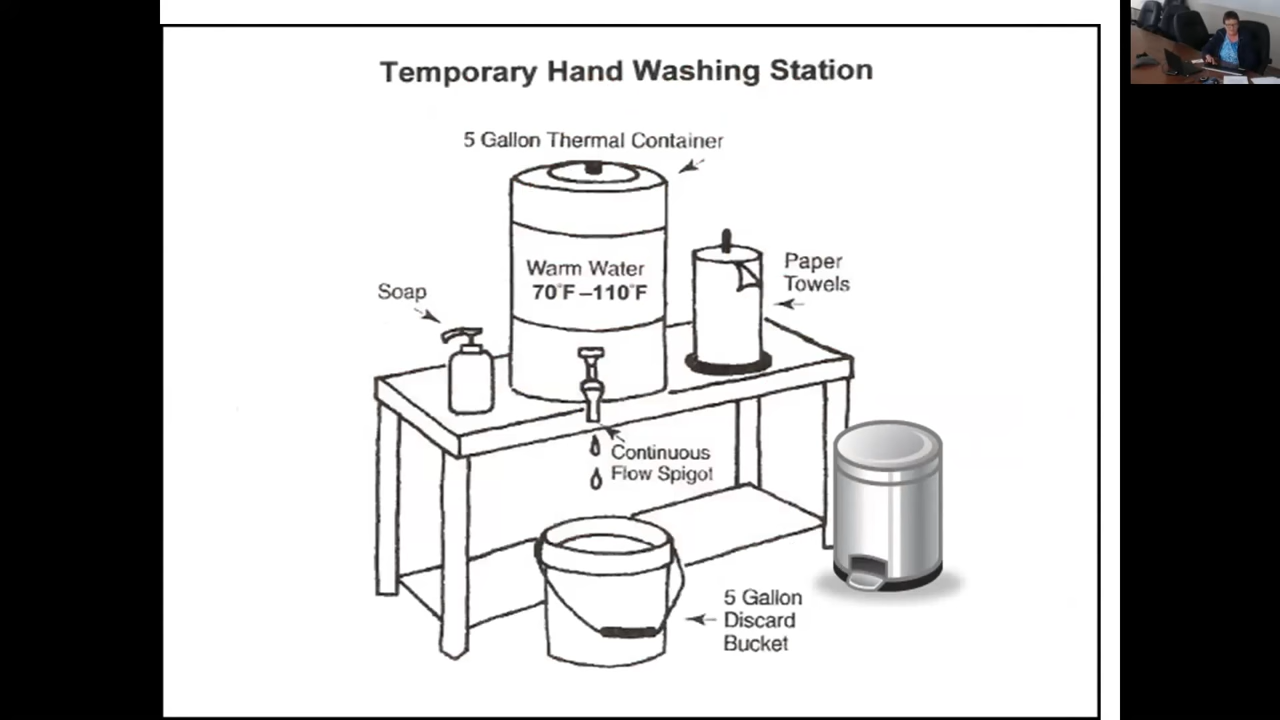 Temporary Hand Washing Station
5 Gallon Thermal Container
Warm Water
70°F –110°F
Soap
Paper
Towels
Continuous
Flow Spigot
5 Gallon
Discard
Bucket